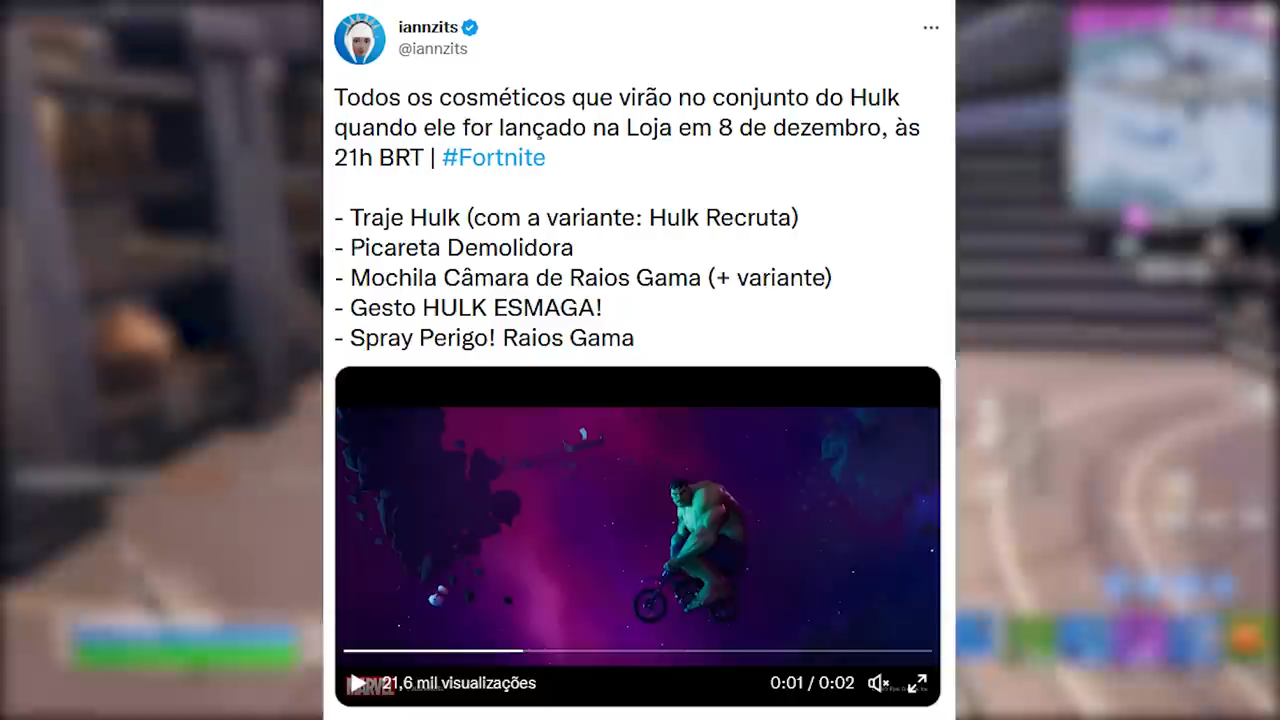 iannzits
@iannzits
Todos os cosméticos que virão no conjunto do Hulk
quando ele for lançado na Loja em 8 de dezembro, às
21h BRT | #Fortnite
- Traje Hulk (com a variante: Hulk Recruta)
- Picareta Demolidora
- Mochila Câmara de Raios Gama (+ variante)
- Gesto HULK ESMAGA!
- Spray Perigo! Raios Gama
MARVEL
21,6 mil visualizações
0:01 / 0:02